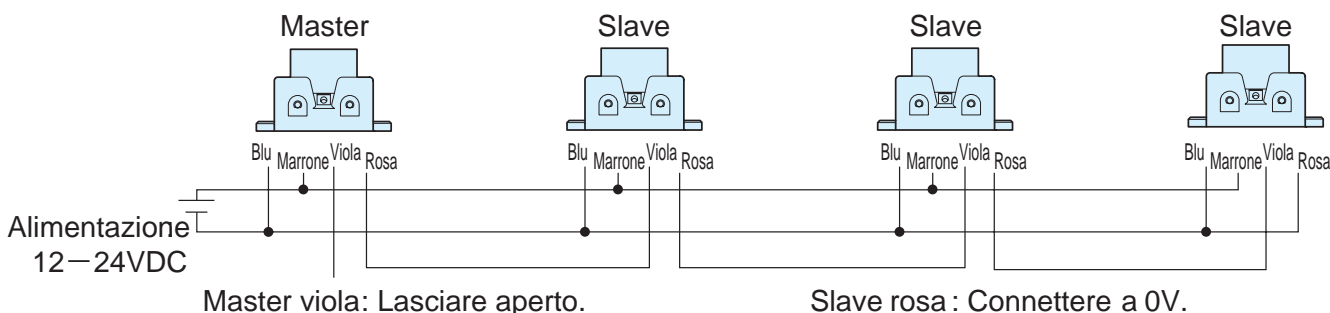 Master Slave Slave Slave
Blu Marrone Viola Rosa Blu Marrone Viola Rosa Blu Marrone Viola Rosa Blu Marrone Viola Rosa
Alimentazione
12－24VDC
Master viola: Lasciare aperto. Slave rosa : Connettere a 0V.